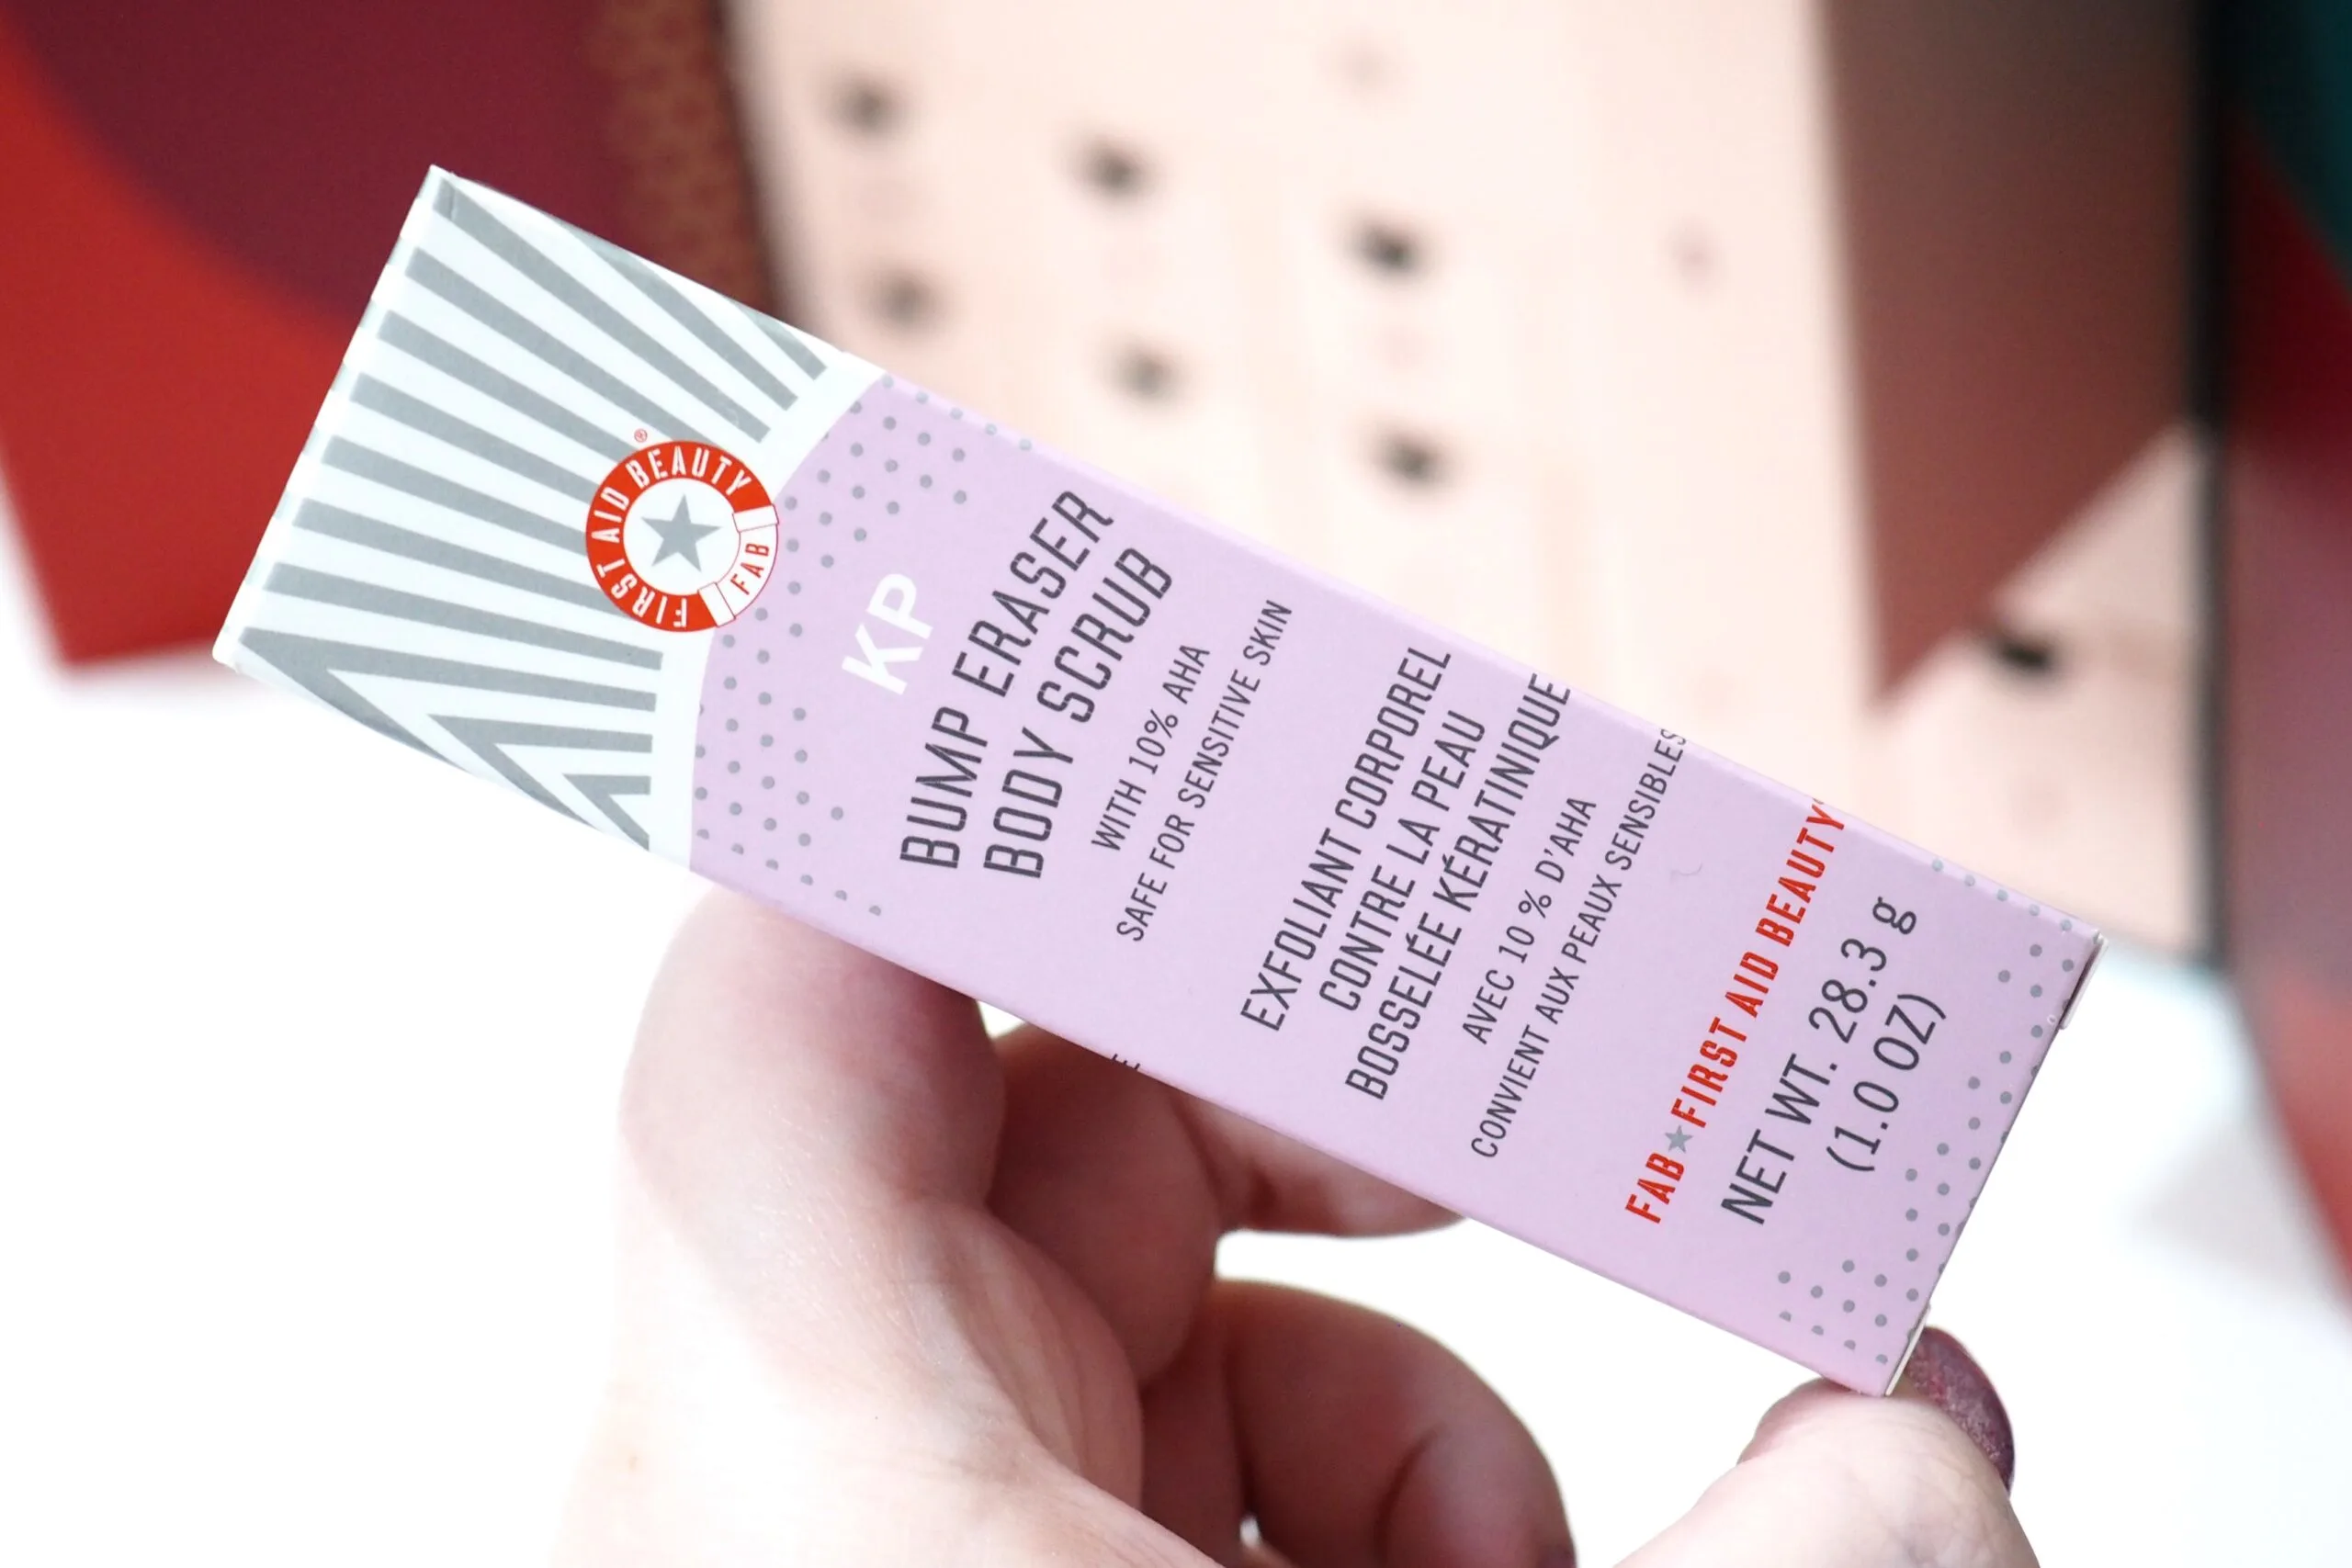 FIRST AID BEAUTY
®
FAB
KP
BUMP ERASER
BODY SCRUB
WITH 10% AHA
SAFE FOR SENSITIVE SKIN
EXFOLIANT CORPOREL
CONTRE LA PEAU
BOSSELÉE KÉRATINIQUE
AVEC 10 % D'AHA
CONVIENT AUX PEAUX SENSIBLES
FAB★FIRST AID BEAUTY
NET WT. 28.3 g
(1.0 OZ)